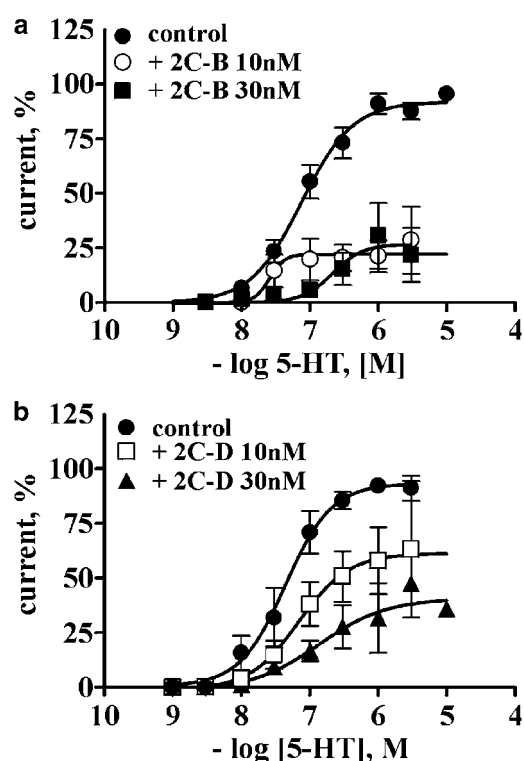 a
125
100
75
50
25
0
current, %
control
+ 2C-B 10nM
+ 2C-B 30nM
10 9 8 7 6 5 4
- log 5-HT, [M]
b
125
100
75
50
25
0
current, %
control
+ 2C-D 10nM
+ 2C-D 30nM
10 9 8 7 6 5 4
- log [5-HT], M